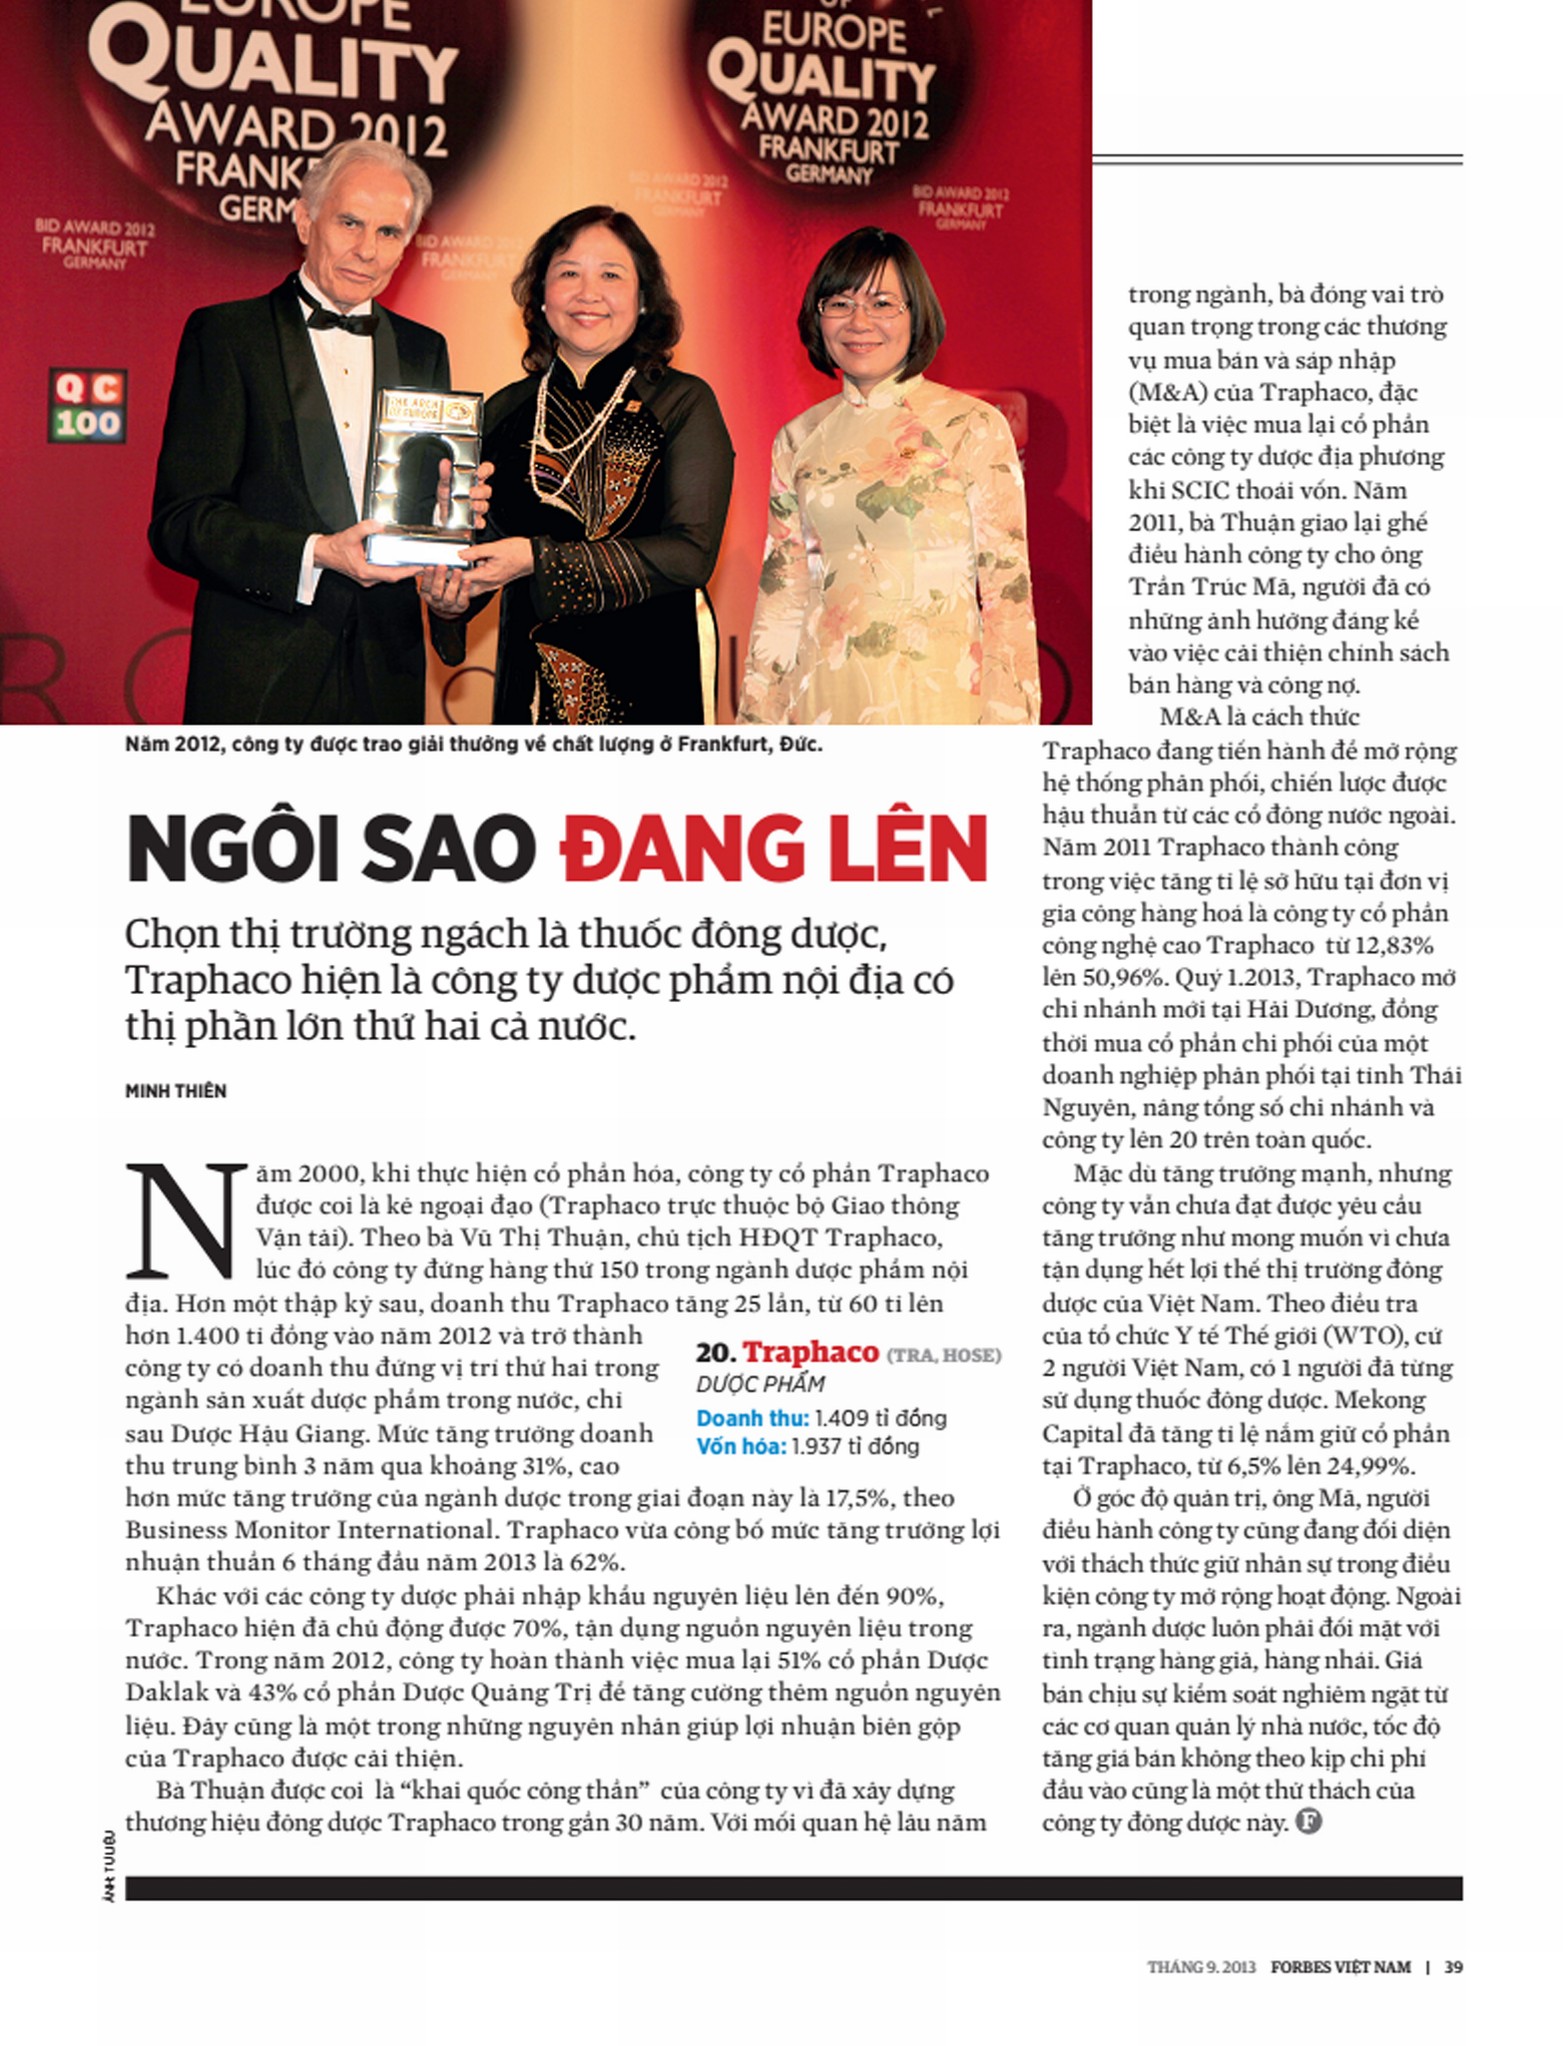 EUROPE
QUALITY
AWARD 2012
FRANKF
GERM
OF
EUROPE
QUALITY
AWARD 2012
FRANKFURT
GERMANY
BID AWARD 2012
FRANKFURT
GERMANY
BID AWARD 2012
FRANKFURT
GERMANY
BID AWARD 2012
FRANKFURT
GERMANY
BID AWARD 2012
FRANKFURT
GERMANY
QC
100
THE ARCH
OF EUROPE
Năm 2012, công ty được trao giải thưởng về chất lượng ở Frankfurt, Đức.
NGÔI SAO ĐANG LÊN
Chọn thị trường ngách là thuốc đông dược,
Traphaco hiện là công ty dược phẩm nội địa có
thị phần lớn thứ hai cả nước.
MINH THIÊN
Năm 2000, khi thực hiện cổ phần hóa, công ty cổ phần Traphaco
được coi là kẻ ngoại đạo (Traphaco trực thuộc bộ Giao thông
Vận tải). Theo bà Vũ Thị Thuận, chủ tịch HĐQT Traphaco,
lúc đó công ty đứng hàng thứ 150 trong ngành dược phẩm nội
địa. Hơn một thập kỷ sau, doanh thu Traphaco tăng 25 lần, từ 60 tỉ lên
hơn 1.400 tỉ đồng vào năm 2012 và trở thành
công ty có doanh thu đứng vị trí thứ hai trong
ngành sản xuất dược phẩm trong nước, chỉ
sau Dược Hậu Giang. Mức tăng trưởng doanh
thu trung bình 3 năm qua khoảng 31%, cao
hơn mức tăng trưởng của ngành dược trong giai đoạn này là 17,5%, theo
Business Monitor International. Traphaco vừa công bố mức tăng trưởng lợi
nhuận thuần 6 tháng đầu năm 2013 là 62%.
20. Traphaco (TRA, HOSE)
DƯỢC PHẨM
Doanh thu: 1.409 tỉ đồng
Vốn hóa: 1.937 tỉ đồng
Khác với các công ty dược phải nhập khẩu nguyên liệu lên đến 90%,
Traphaco hiện đã chủ động được 70%, tận dụng nguồn nguyên liệu trong
nước. Trong năm 2012, công ty hoàn thành việc mua lại 51% cổ phần Dược
Daklak và 43% cổ phần Dược Quảng Trị để tăng cường thêm nguồn nguyên
liệu. Đây cũng là một trong những nguyên nhân giúp lợi nhuận biên gộp
của Traphaco được cải thiện.
Bà Thuận được coi là “khai quốc công thần” của công ty vì đã xây dựng
thương hiệu đông dược Traphaco trong gần 30 năm. Với mối quan hệ lâu năm
trong ngành, bà đóng vai trò
quan trọng trong các thương
vụ mua bán và sáp nhập
(M&A) của Traphaco, đặc
biệt là việc mua lại cổ phần
các công ty dược địa phương
khi SCIC thoái vốn. Năm
2011, bà Thuận giao lại ghế
điều hành công ty cho ông
Trần Trúc Mã, người đã có
những ảnh hưởng đáng kể
vào việc cải thiện chính sách
bán hàng và công nợ.
M&A là cách thức
Traphaco đang tiến hành để mở rộng
hệ thống phân phối, chiến lược được
hậu thuẫn từ các cổ đông nước ngoài.
Năm 2011 Traphaco thành công
trong việc tăng tỉ lệ sở hữu tại đơn vị
gia công hàng hoá là công ty cổ phần
công nghệ cao Traphaco từ 12,83%
lên 50,96%. Quý 1.2013, Traphaco mở
chi nhánh mới tại Hải Dương, đồng
thời mua cổ phần chi phối của một
doanh nghiệp phân phối tại tỉnh Thái
Nguyên, nâng tổng số chi nhánh và
công ty lên 20 trên toàn quốc.
Mặc dù tăng trưởng mạnh, nhưng
công ty vẫn chưa đạt được yêu cầu
tăng trưởng như mong muốn vì chưa
tận dụng hết lợi thế thị trường đông
dược của Việt Nam. Theo điều tra
của tổ chức Y tế Thế giới (WTO), cứ
2 người Việt Nam, có 1 người đã từng
sử dụng thuốc đông dược. Mekong
Capital đã tăng tỉ lệ nắm giữ cổ phần
tại Traphaco, từ 6,5% lên 24,99%.
Ở góc độ quản trị, ông Mã, người
điều hành công ty cũng đang đối diện
với thách thức giữ nhân sự trong điều
kiện công ty mở rộng hoạt động. Ngoài
ra, ngành dược luôn phải đối mặt với
tình trạng hàng giả, hàng nhái. Giá
bán chịu sự kiểm soát nghiêm ngặt từ
các cơ quan quản lý nhà nước, tốc độ
tăng giá bán không theo kịp chi phí
đầu vào cũng là một thử thách của
công ty đông dược này. F
ẢNH: TƯ LIỆU
THÁNG 9. 2013 FORBES VIỆT NAM | 39